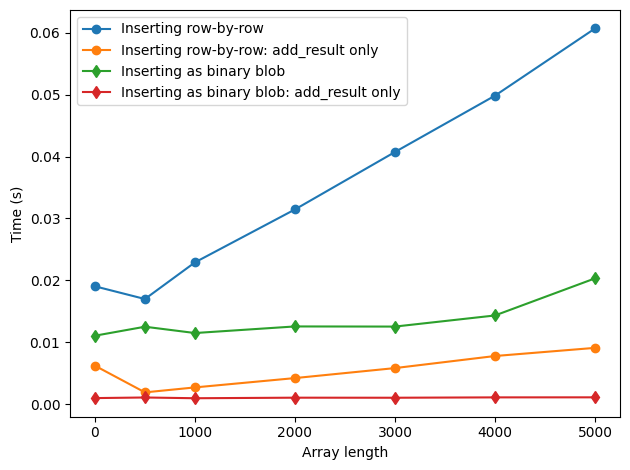 Inserting row-by-row
Inserting row-by-row: add_result only
Inserting as binary blob
Inserting as binary blob: add_result only
0.06
0.05
0.04
0.03
0.02
0.01
0.00
Time (s)
0 1000 2000 3000 4000 5000
Array length